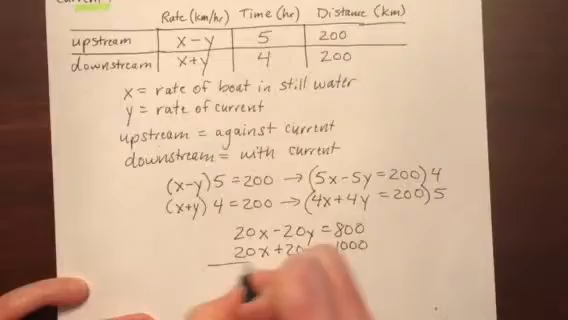 Current?
Rate (km/hr) Time (hr) Distance (km)
upstream x-y 5 200
downstream x+y 4 200
x = rate of boat in still water
y = rate of current
upstream = against current
downstream = with current
(x-y)5 = 200 → (5x-5y = 200)4
(x+y)4 = 200 → (4x+4y = 200)5
20x-20y = 800
20x+20 1000